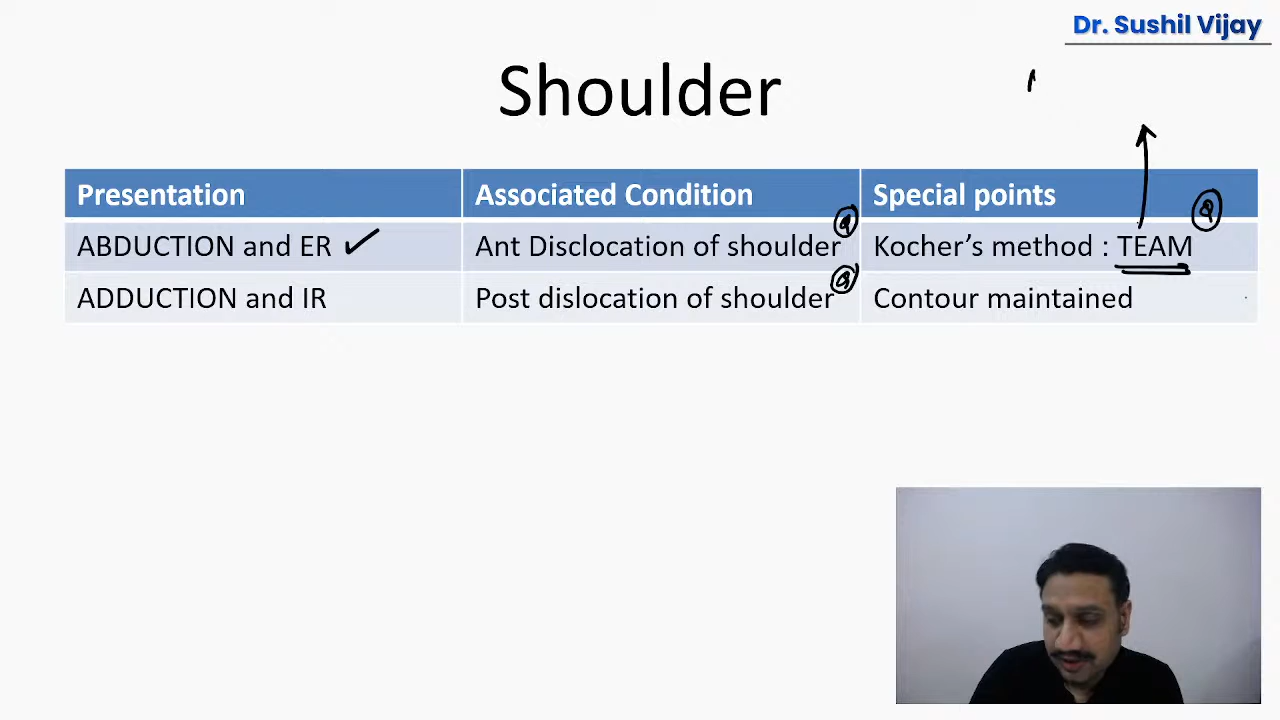 Dr. Sushil Vijay
Shoulder
Presentation Associated Condition Special points
ABDUCTION and ER Ant Disclocation of shoulder Kocher's method : TEAM
ADDUCTION and IR Post dislocation of shoulder Contour maintained